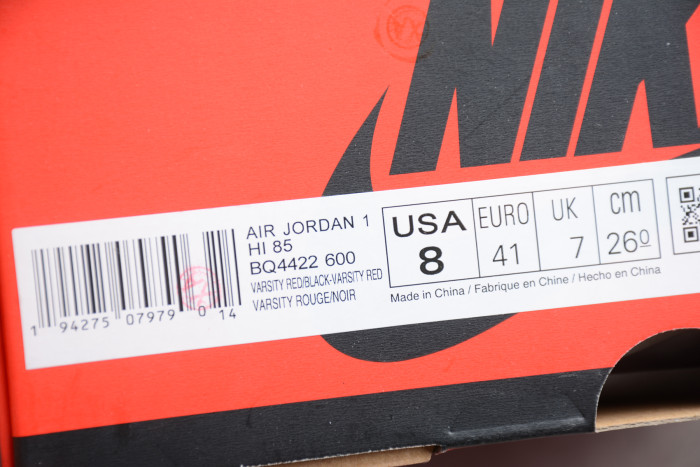 NIK
AIR JORDAN 1
HI 85
BQ4422 600
VARSITY RED/BLACK-VARSITY RED
VARSITY ROUGE/NOIR
1 94275 07979 0 14
USA
8
EURO
41
UK
7
cm
26.0
Made in China / Fabrique en Chine / Hecho en China